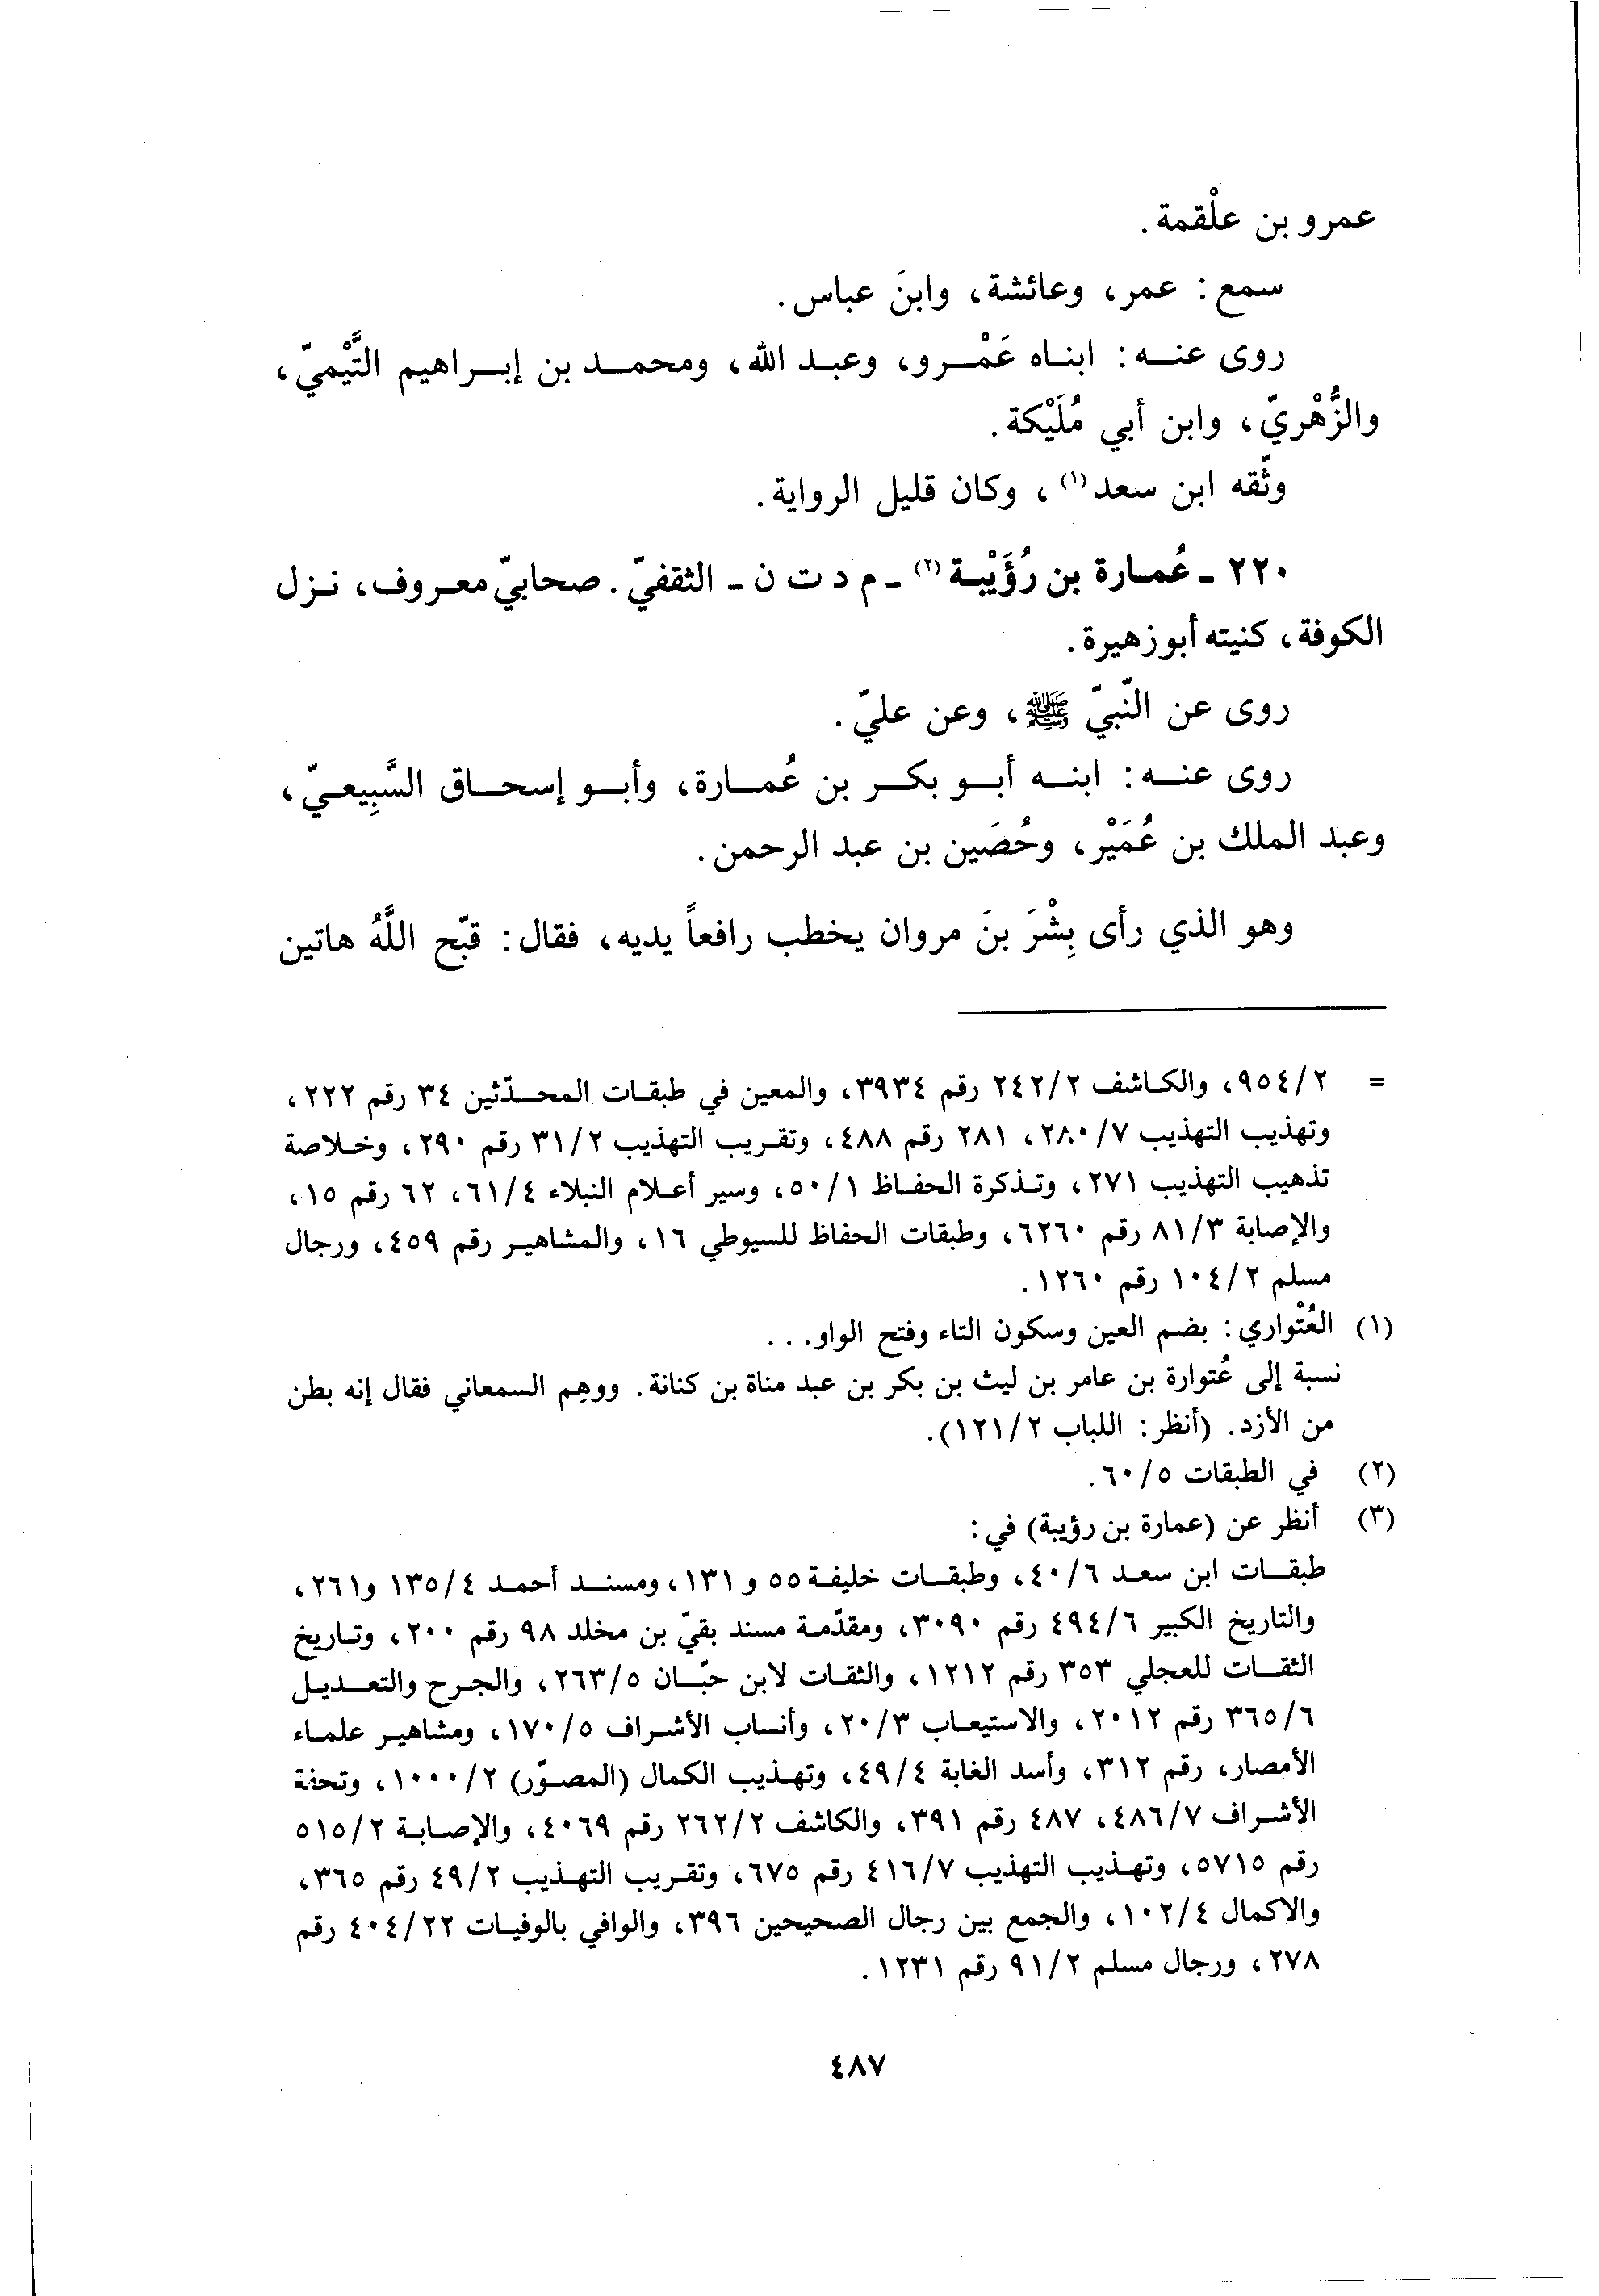 عمرو بن علْقمة.
سمع: عمر، وعائشة، وابنَ عباس.
روى عنه: ابناه عَمْرو، وعبد الله، ومحمد بن إبراهيم التَّيْميّ،
والزُّهْريّ، وابن أبي مُلَيْكة.
وثّقه ابن سعد(١)، وكان قليل الرواية.
٢٢٠ ـ عُمارة بن رُؤَيْبة(٢) ـ م د ت ن ـ الثقفيّ. صحابيّ معروف، نزل
الكوفة، كنيته أبو زهيرة.
روى عن النّبيّ ﷺ، وعن عليّ.
روى عنه: ابنه أبو بكر بن عُمارة، وأبو إسحاق السَّبِيعيّ،
وعبد الملك بن عُمَيْر، وحُصَين بن عبد الرحمن.
وهو الذي رأى بِشْرَ بنَ مروان يخطب رافعاً يديه، فقال: قبّح اللَّهُ هاتين
= ٩٥٤/٢، والكاشف ٢٤٢/٢ رقم ٣٩٣٤، والمعين في طبقات المحدّثين ٣٤ رقم ٢٢٢،
وتهذيب التهذيب ٢٨٠/٧، ٢٨١ رقم ٤٨٨، وتقريب التهذيب ٣١/٢ رقم ٢٩٠، وخلاصة
تذهيب التهذيب ٢٧١، وتذكرة الحفاظ ٥٠/١، وسير أعلام النبلاء ٦١/٤، ٦٢ رقم ١٥،
والإصابة ٨١/٣ رقم ٦٢٦٠، وطبقات الحفاظ للسيوطي ١٦، والمشاهير رقم ٤٥٩، ورجال
مسلم ١٠٤/٢ رقم ١٢٦٠.
(١) العُتْواري: بضم العين وسكون التاء وفتح الواو...
نسبة إلى عُتوارة بن عامر بن ليث بن بكر بن عبد مناة بن كنانة. ووهِم السمعاني فقال إنه بطن
من الأزد. (أنظر: اللباب ١٢١/٢).
(٢) في الطبقات ٦٠/٥.
(٣) أنظر عن (عمارة بن رؤيبة) في:
طبقات ابن سعد ٤٠/٦، وطبقات خليفة ٥٥ و ١٣١، ومسند أحمد ١٣٥/٤ و٢٦١،
والتاريخ الكبير ٤٩٤/٦ رقم ٣٠٩٠، ومقدّمة مسند بقيّ بن مخلد ٩٨ رقم ٢٠٠، وتاريخ
الثقات للعجلي ٣٥٣ رقم ١٢١٢، والثقات لابن حبّان ٢٦٣/٥، والجرح والتعديل
٣٦٥/٦ رقم ٢٠١٢، والاستيعاب ٢٠/٣، وأنساب الأشراف ١٧٠/٥، ومشاهير علماء
الأمصار، رقم ٣١٢، وأسد الغابة ٤٩/٤، وتهذيب الكمال (المصوّر) ١٠٠٠/٢، وتحفة
الأشراف ٤٨٦/٧، ٤٨٧ رقم ٣٩١، والكاشف ٢٦٢/٢ رقم ٤٠٦٩، والإصابة ٥١٥/٢
رقم ٥٧١٥، وتهذيب التهذيب ٤١٦/٧ رقم ٦٧٥، وتقريب التهذيب ٤٩/٢ رقم ٣٦٥،
والاكمال ١٠٢/٤، والجمع بين رجال الصحيحين ٣٩٦، والوافي بالوفيات ٤٠٤/٢٢ رقم
٢٧٨، ورجال مسلم ٩١/٢ رقم ١٢٣١.
٤٨٧